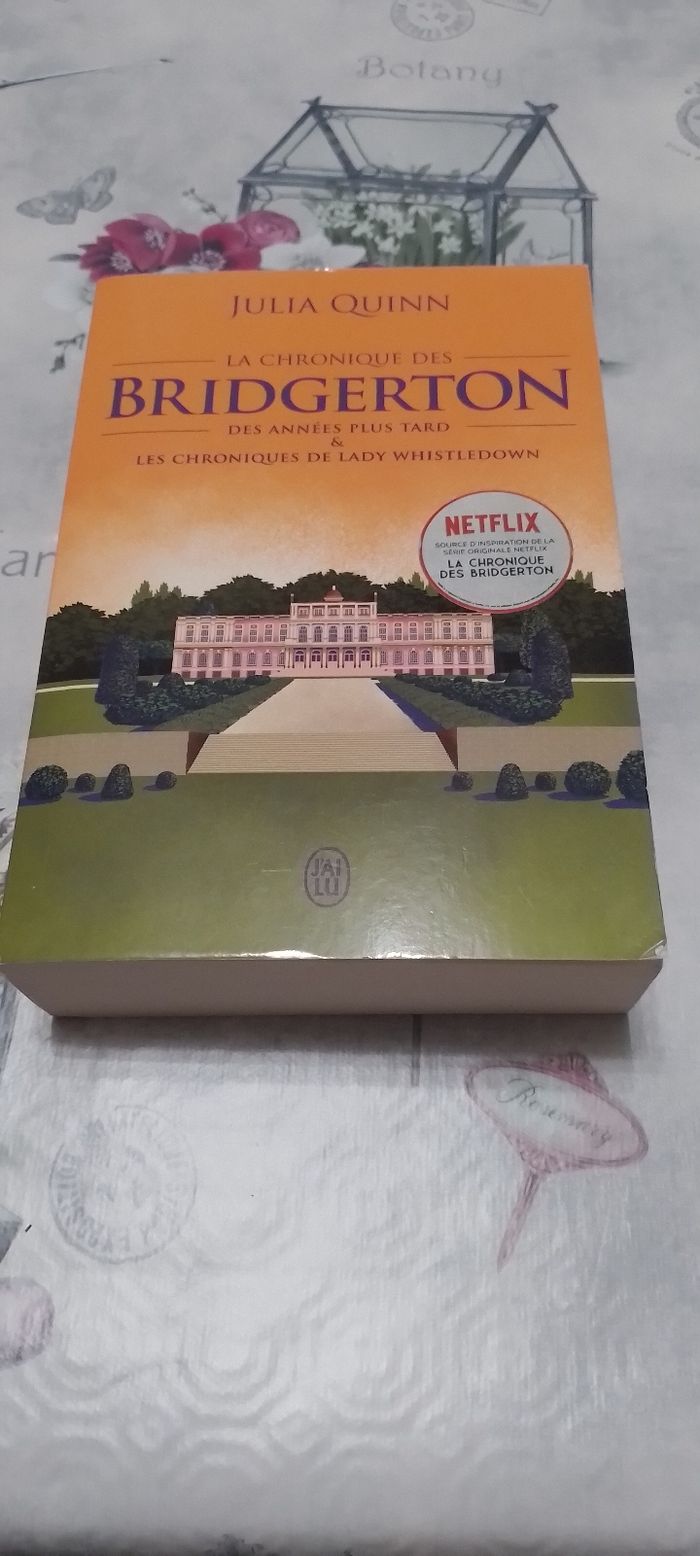 Botany
JULIA QUINN
LA CHRONIQUE DES
BRIDGERTON
DES ANNÉES PLUS TARD
&
LES CHRONIQUES DE LADY WHISTLEDOWN
NETFLIX
SOURCE D'INSPIRATION DE LA
SÉRIE ORIGINALE NETFLIX
LA CHRONIQUE
DES BRIDGERTON
J'AI
LU
Rosemary